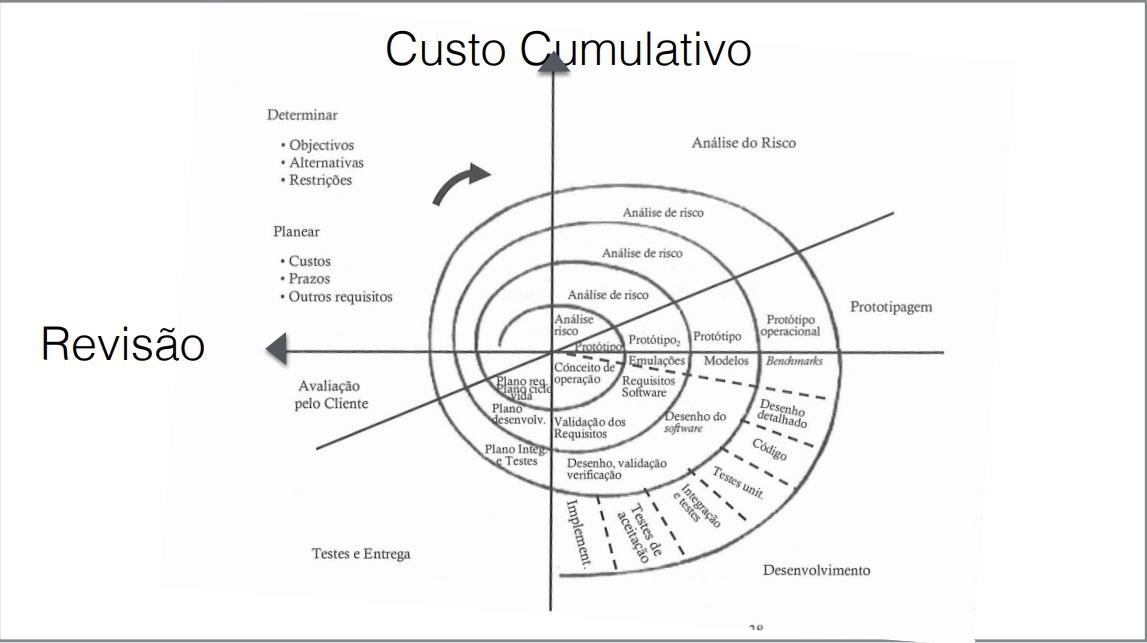 Custo Cumulativo
Determinar
• Objectivos
• Alternativas
• Restrições
Planear
• Custos
• Prazos
• Outros requisitos
Revisão
Avaliação
pelo Cliente
Testes e Entrega
Análise do Risco
Análise de risco
Análise de risco
Análise de risco
Análise
risco
Prototipagem
Protótipo
Protótipo₂
Protótipo
Protótipo
operacional
Emulações
Modelos
Benchmarks
Cónceito de
operação
Requisitos
Software
Desenho do
software
Desenho
detalhado
Código
Testes unit.
Integração
e testes
Testes de
aceitação
Implement.
Plano req.
Plano ciclo
vida
Plano
desenvolv.
Validação dos
Requisitos
Plano Integ.
e Testes
Desenho, validação
verificação
Desenvolvimento